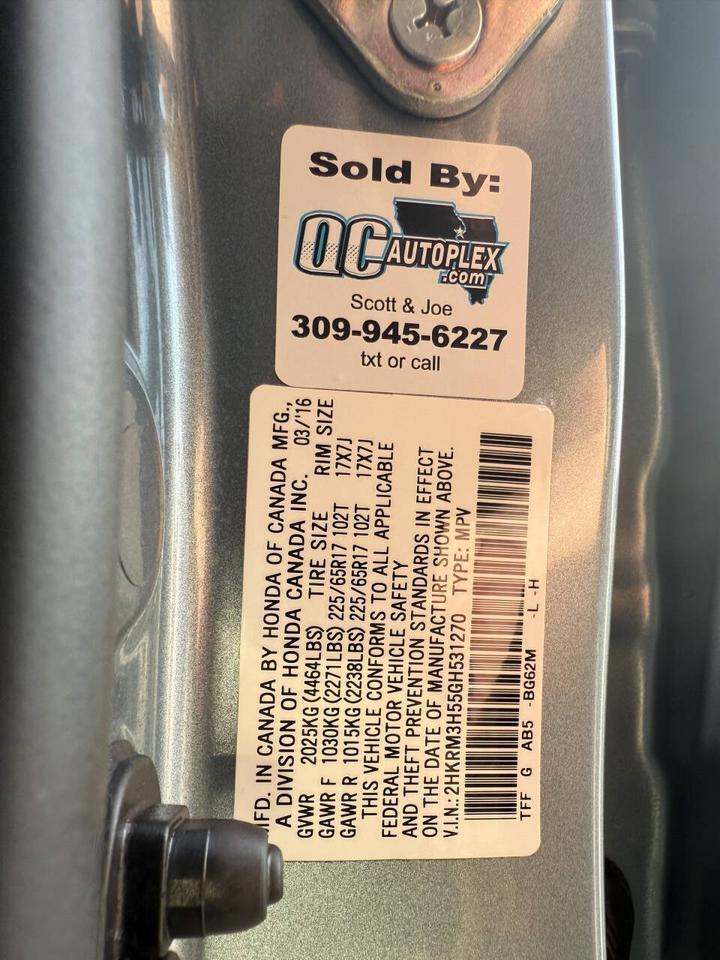 Sold By:
QC AUTOPLEX
.com
Scott & Joe
309-945-6227
txt or call
MFD. IN CANADA BY HONDA OF CANADA MFG.,
A DIVISION OF HONDA CANADA INC. 03/'16
GVWR 2025KG (4464LBS) TIRE SIZE RIM SIZE
GAWR F 1030KG (2271LBS) 225/65R17 102T 17X7J
GAWR R 1015KG (2238LBS) 225/65R17 102T 17X7J
THIS VEHICLE CONFORMS TO ALL APPLICABLE
FEDERAL MOTOR VEHICLE SAFETY
AND THEFT PREVENTION STANDARDS IN EFFECT
ON THE DATE OF MANUFACTURE SHOWN ABOVE.
V.I.N.: 2HKRM3H55GH531270 TYPE: MPV
TFF G AB5 -BG62M -L -H